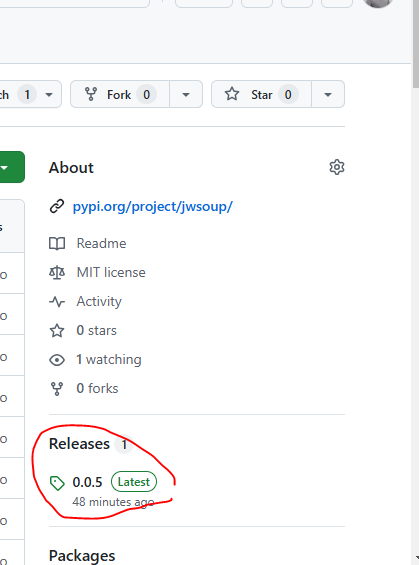 1
Fork 0
Star 0
About
pypi.org/project/jwsoup/
Readme
MIT license
Activity
0 stars
1 watching
0 forks
Releases 1
0.0.5 Latest
48 minutes ago
Packages